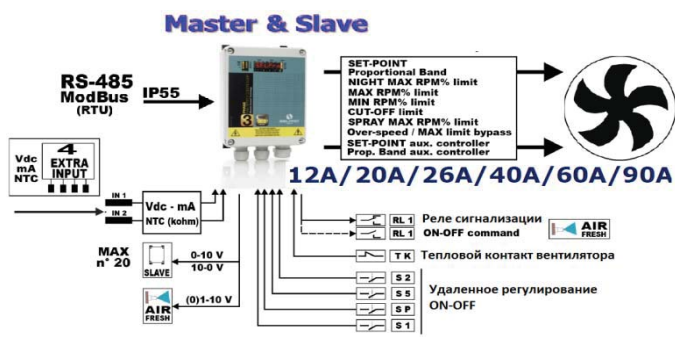 Master & Slave
RS-485
ModBus
(RTU)
IP55
3
SET-POINT
Proportional Band
NIGHT MAX RPM% limit
MAX RPM% limit
MIN RPM% limit
CUT-OFF limit
SPRAY MAX RPM% limit
Over-speed / MAX limit bypass
SET-POINT aux. controller
Prop. Band aux. controller
12A/20A/26A/40A/60A/90A
Vdc
mA
NTC
4
EXTRA
INPUT
IN 1
IN 2
Vdc - mA
NTC (kohm)
MAX
n° 20
SLAVE
0-10 V
10-0 V
AIR
FRESH
(0)1-10 V
RL 1 Реле сигнализации
RL 1 ON-OFF command
AIR
FRESH
T K Тепловой контакт вентилятора
S 2
S 5
S P
S 1
Удаленное регулирование
ON-OFF